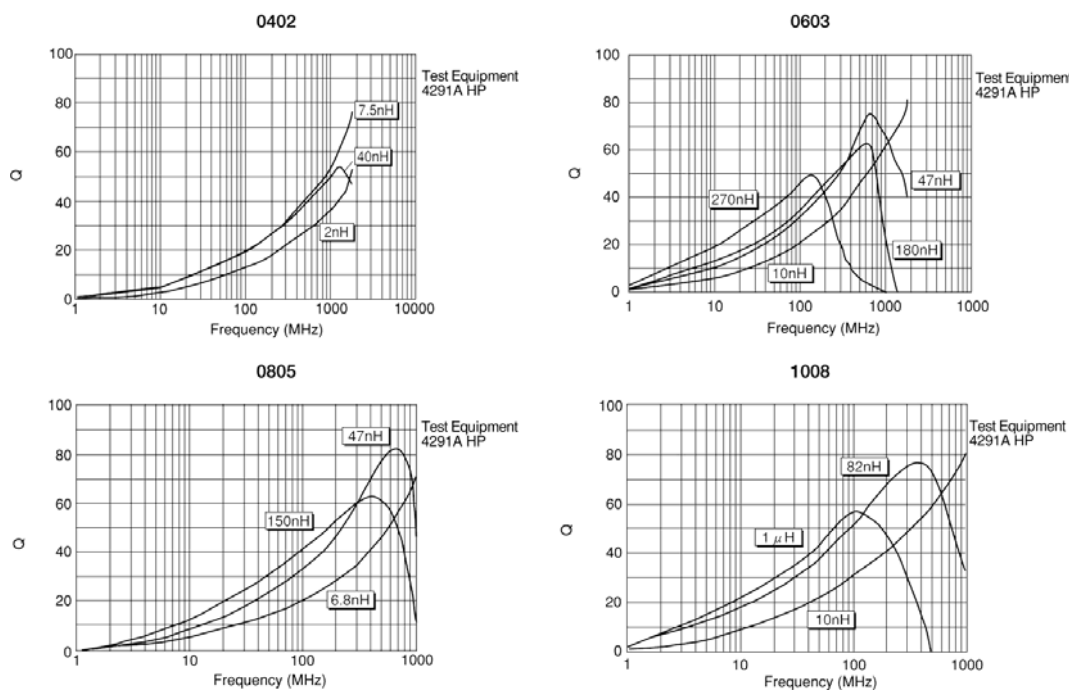 0402
100
80
60
40
20
0
Q
1 10 100 1000 10000
Frequency (MHz)
Test Equipment
4291A HP
7.5nH
40nH
2nH
0603
100
80
60
40
20
0
Q
1 10 100 1000 1000
Frequency (MHz)
Test Equipment
4291A HP
270nH
47nH
10nH
180nH
0805
100
80
60
40
20
0
Q
1 10 100 1000
Frequency (MHz)
Test Equipment
4291A HP
47nH
150nH
6.8nH
1008
100
80
60
40
20
0
Q
1 10 100 1000
Frequency (MHz)
Test Equipment
4291A HP
82nH
1 μH
10nH